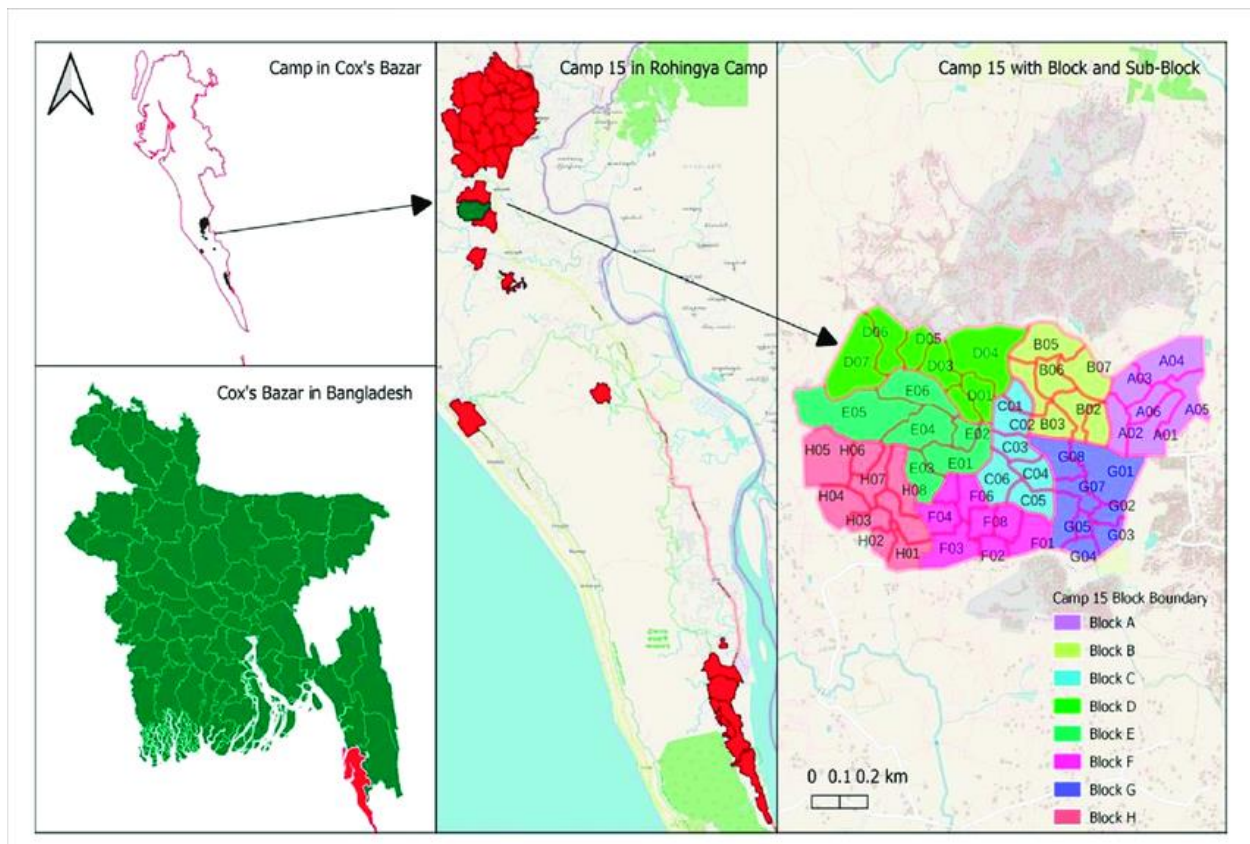 Camp in Cox's Bazar
Cox's Bazar in Bangladesh
Camp 15 in Rohingya Camp
Camp 15 with Block and Sub-Block
D06
D05
B05
D07
D03
D04
B06
B07
A04
A03
E06
D01
C01
B02
A06
A05
E05
C02
B03
E04
E02
A02
A01
H05
H06
C03
G08
E03
E01
G01
H07
C06
C04
G07
H04
H08
F06
C05
G02
H03
F04
F08
G05
H02
F01
G03
H01
F03
F02
G04
Camp 15 Block Boundary
Block A
Block B
Block C
Block D
Block E
Block F
Block G
Block H
0 0.1 0.2 km